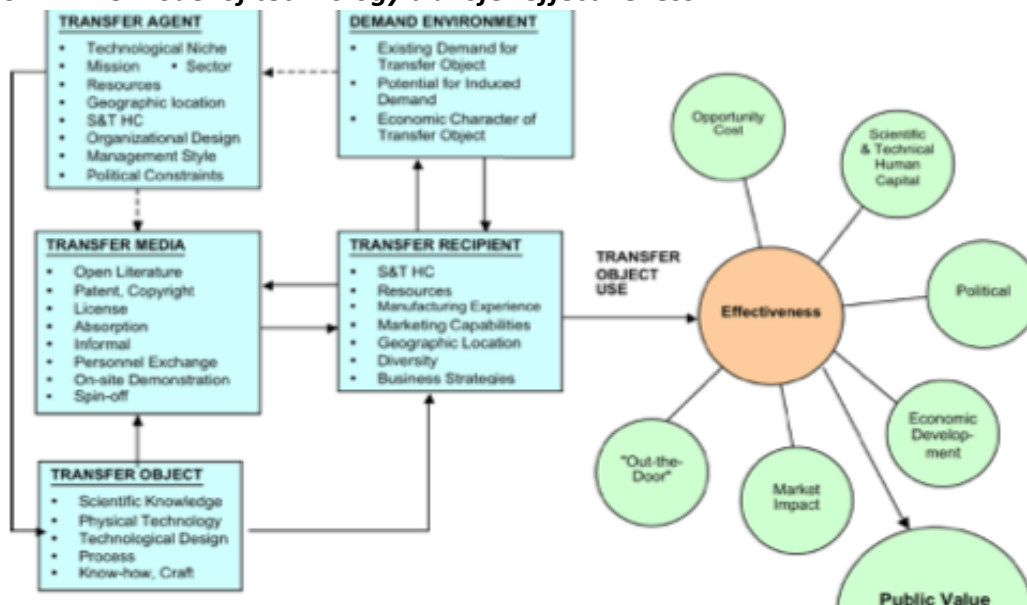 TRANSFER AGENT
• Technological Niche
• Mission • Sector
• Resources
• Geographic location
• S&T HC
• Organizational Design
• Management Style
• Political Constraints
DEMAND ENVIRONMENT
• Existing Demand for
Transfer Object
• Potential for Induced
Demand
• Economic Character of
Transfer Object
TRANSFER MEDIA
• Open Literature
• Patent, Copyright
• License
• Absorption
• Informal
• Personnel Exchange
• On-site Demonstration
• Spin-off
TRANSFER RECIPIENT
• S&T HC
• Resources
• Manufacturing Experience
• Marketing Capabilities
• Geographic Location
• Diversity
• Business Strategies
TRANSFER OBJECT
• Scientific Knowledge
• Physical Technology
• Technological Design
• Process
• Know-how, Craft
TRANSFER
OBJECT
USE
Effectiveness
Opportunity
Cost
Scientific
& Technical
Human
Capital
Political
Economic
Develop-
ment
Market
Impact
"Out-the-
Door"
Public Value